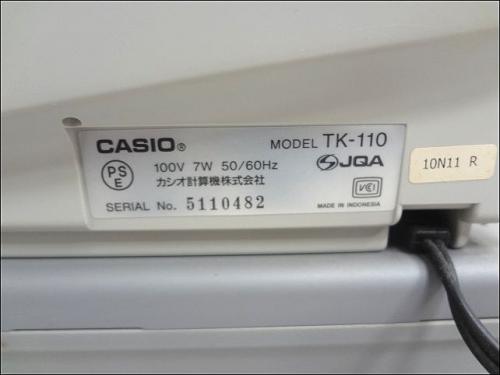 CASIO®
MODEL TK-110
PSE
100V 7W 50/60Hz
JQA
カシオ計算機株式会社
VCI
SERIAL No. 5110482
MADE IN INDONESIA
10N11 R